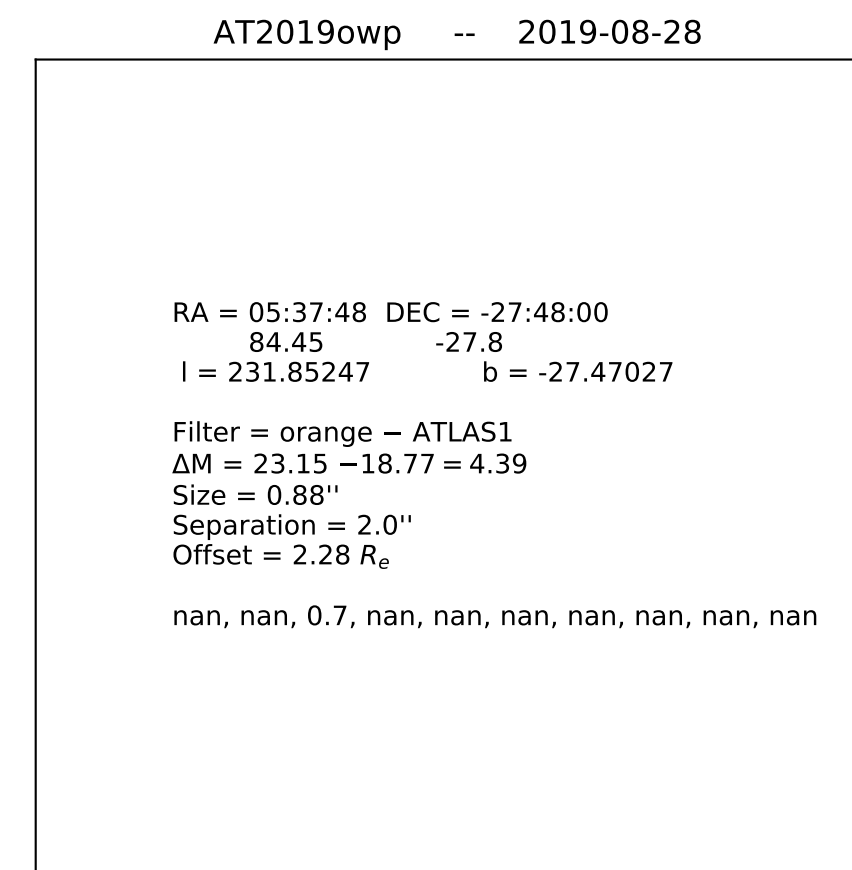 AT2019owp -- 2019-08-28
RA = 05:37:48 DEC = -27:48:00
84.45 -27.8
l = 231.85247 b = -27.47027
Filter = orange − ATLAS1
ΔM = 23.15 −18.77 = 4.39
Size = 0.88''
Separation = 2.0''
Offset = 2.28 Rₑ
nan, nan, 0.7, nan, nan, nan, nan, nan, nan, nan